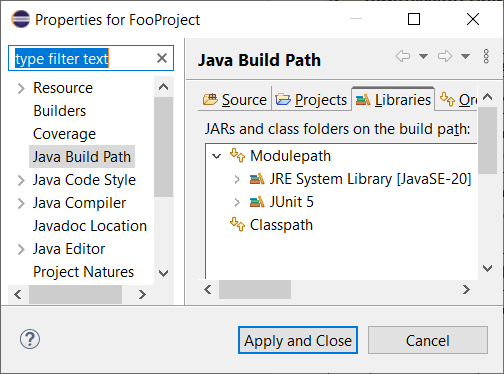 Properties for FooProject
type filter text
Resource
Builders
Coverage
Java Build Path
Java Code Style
Java Compiler
Javadoc Location
Java Editor
Project Natures
Java Build Path
Source Projects Libraries Ord
JARs and class folders on the build path:
Modulepath
JRE System Library [JavaSE-20]
JUnit 5
Classpath
Apply and Close Cancel